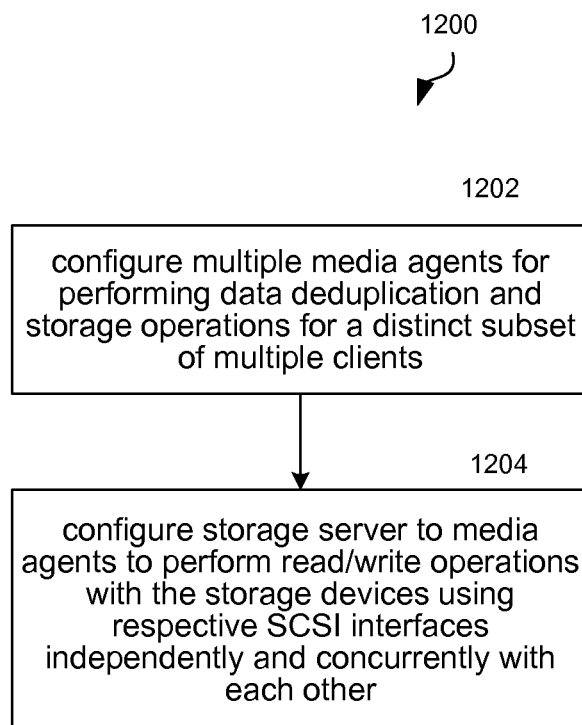 1200
1202
configure multiple media agents for
performing data deduplication and
storage operations for a distinct subset
of multiple clients
1204
configure storage server to media
agents to perform read/write operations
with the storage devices using
respective SCSI interfaces
independently and concurrently with
each other